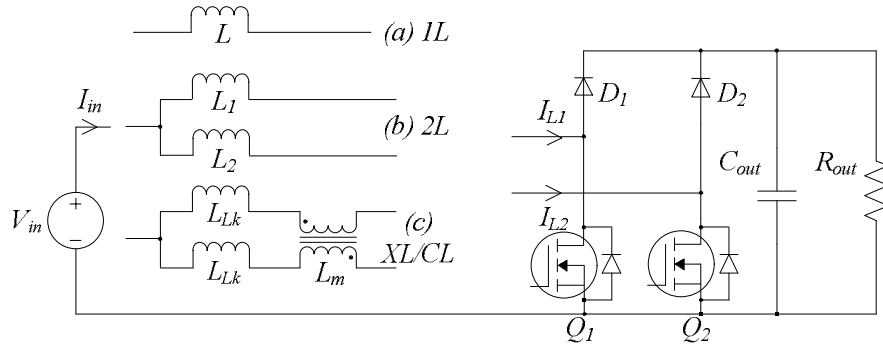 L
(a) 1L
I_in
L_1
(b) 2L
L_2
V_in
+
−
L_Lk
(c)
XL/CL
L_Lk
L_m
D_1
D_2
I_L1
I_L2
C_out
R_out
Q_1
Q_2